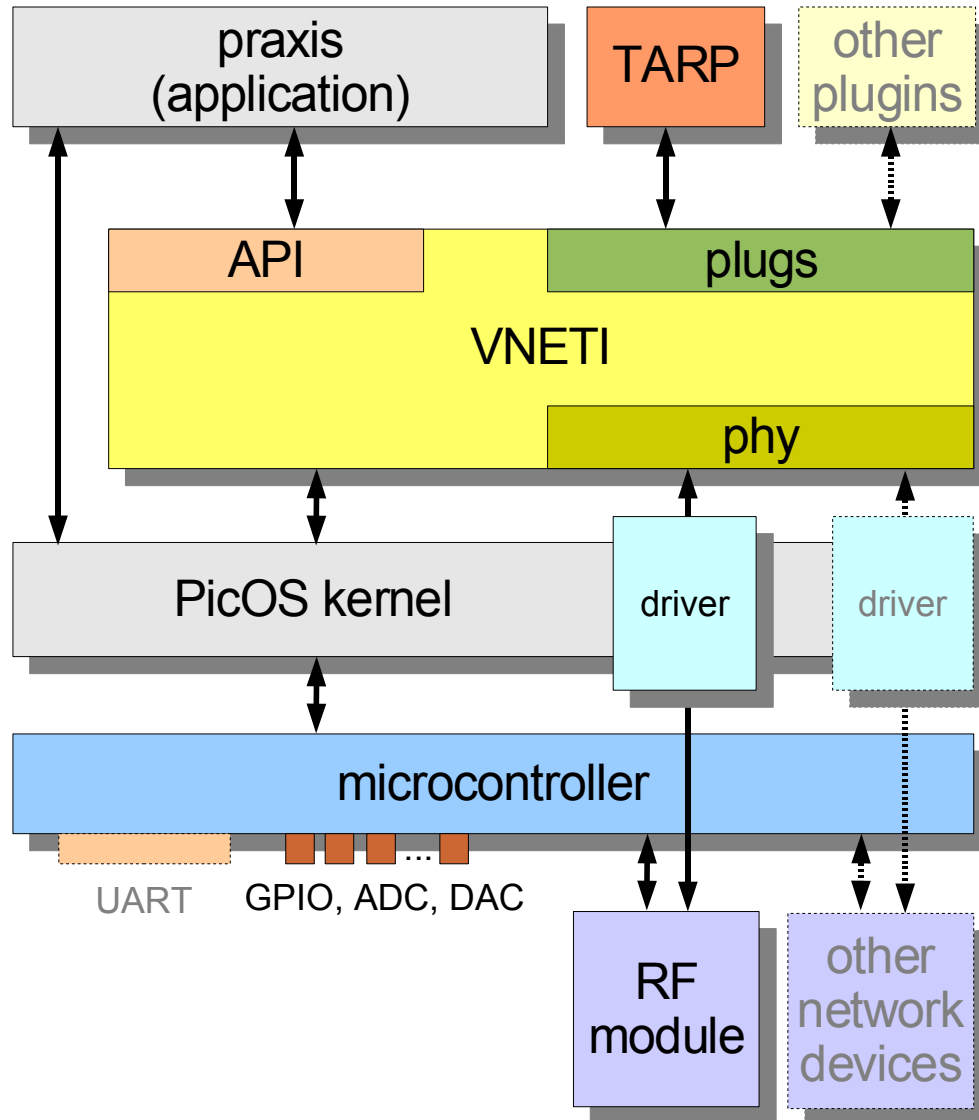 praxis
(application)
TARP
other
plugins
API
plugs
VNETI
phy
PicOS kernel
driver
driver
microcontroller
...
UART
GPIO, ADC, DAC
RF
module
other
network
devices